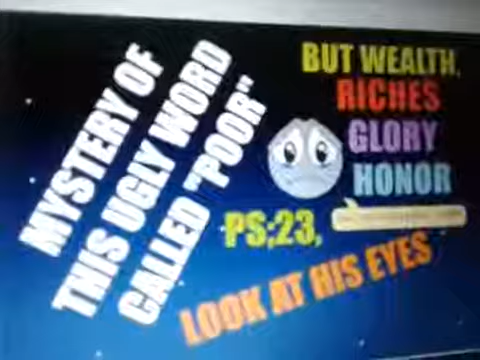 MYSTERY OF
THIS UGLY WORD
CALLED "POOR"
BUT WEALTH,
RICHES
GLORY
HONOR
PS;23,
LOOK AT HIS EYES